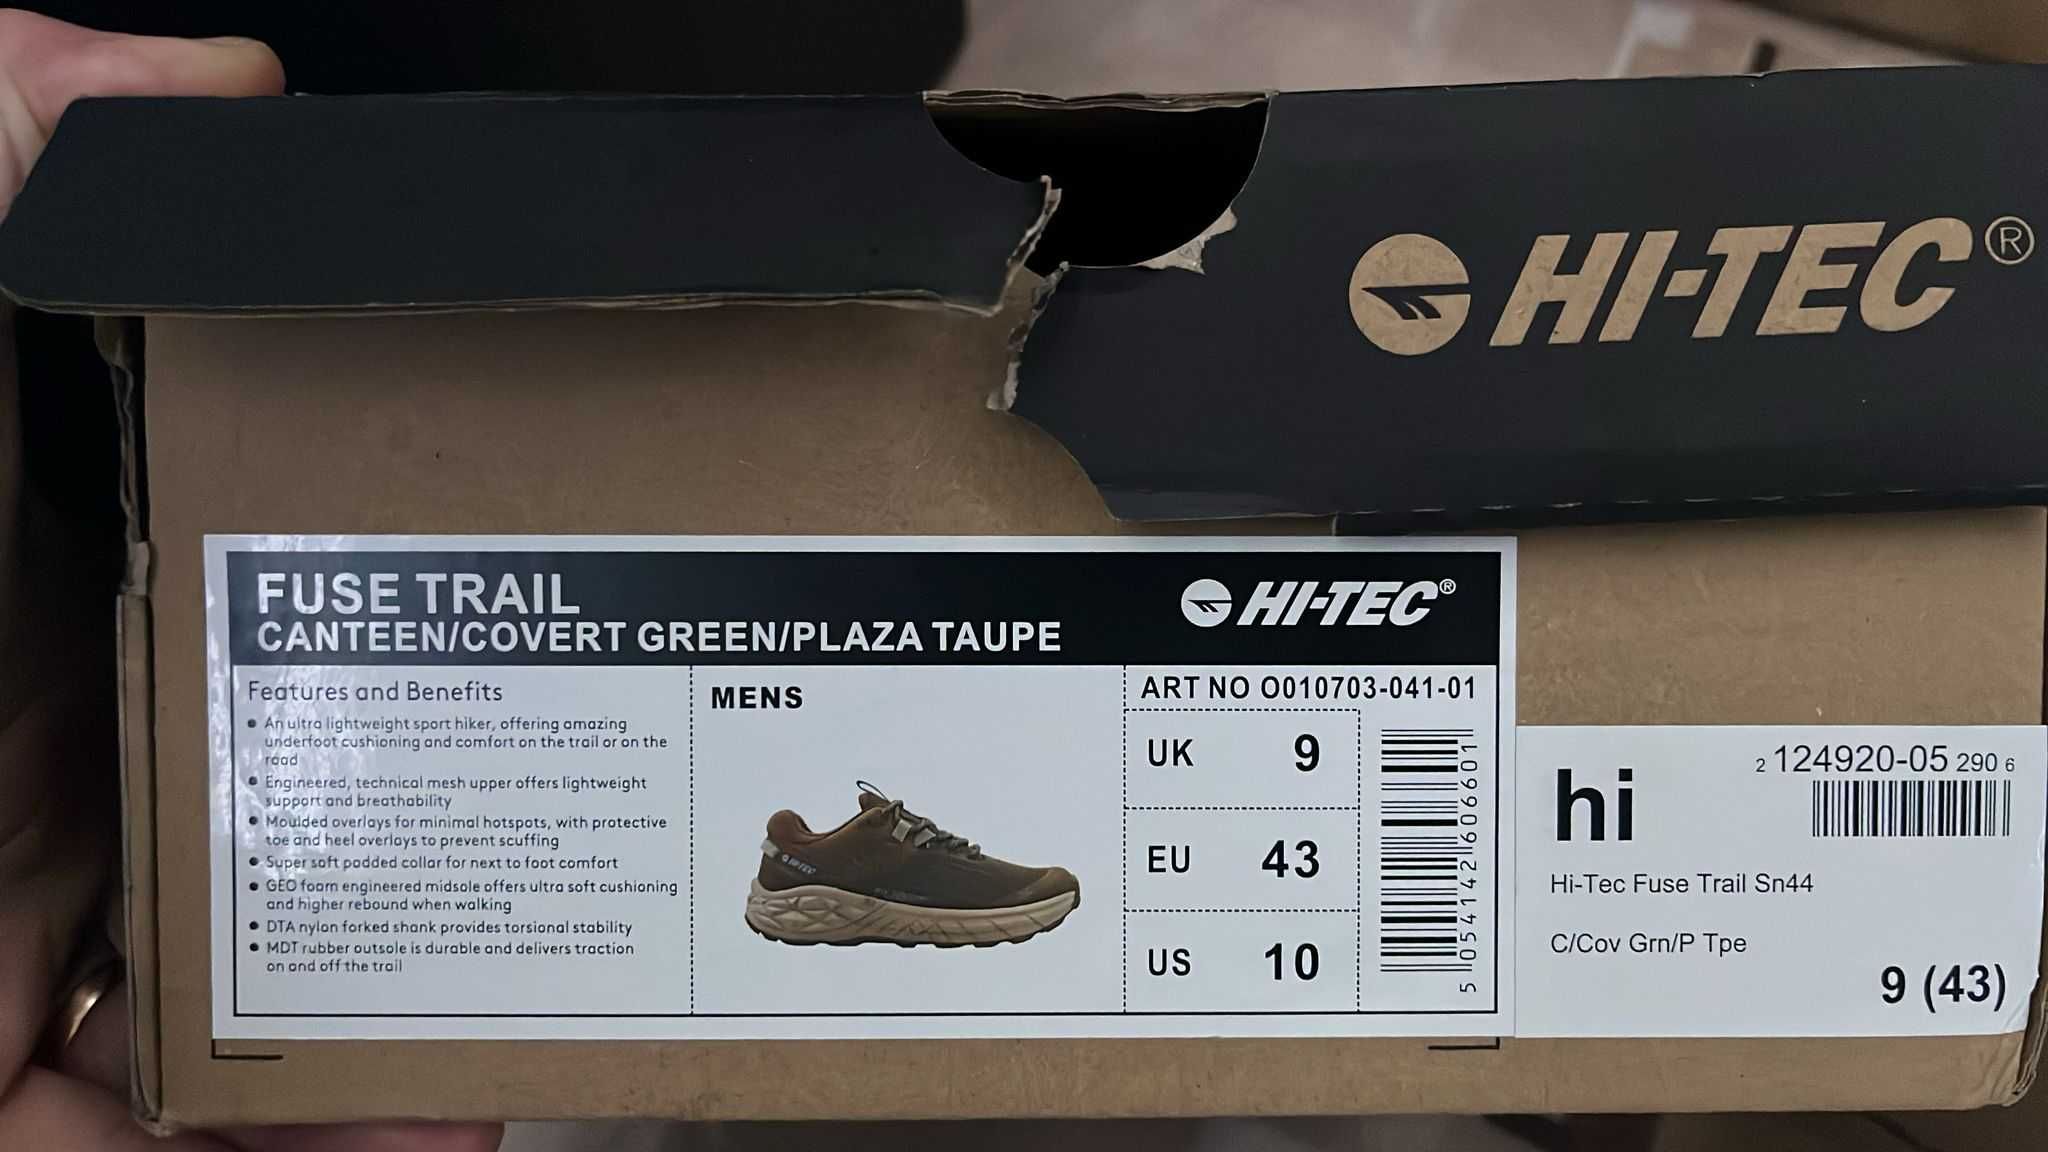 HI-TEC®
FUSE TRAIL
CANTEEN/COVERT GREEN/PLAZA TAUPE
HI-TEC®
Features and Benefits
• An ultra lightweight sport hiker, offering amazing
underfoot cushioning and comfort on the trail or on the
road
• Engineered, technical mesh upper offers lightweight
support and breathability
• Moulded overlays for minimal hotspots, with protective
toe and heel overlays to prevent scuffing
• Super soft padded collar for next to foot comfort
• GEO foam engineered midsole offers ultra soft cushioning
and higher rebound when walking
• DTA nylon forked shank provides torsional stability
• MDT rubber outsole is durable and delivers traction
on and off the trail
MENS
HI-TEC
ART NO O010703-041-01
UK 9
EU 43
US 10
5 054142 606601
hi
2 124920-05 290 6
Hi-Tec Fuse Trail Sn44
C/Cov Grn/P Tpe
9 (43)